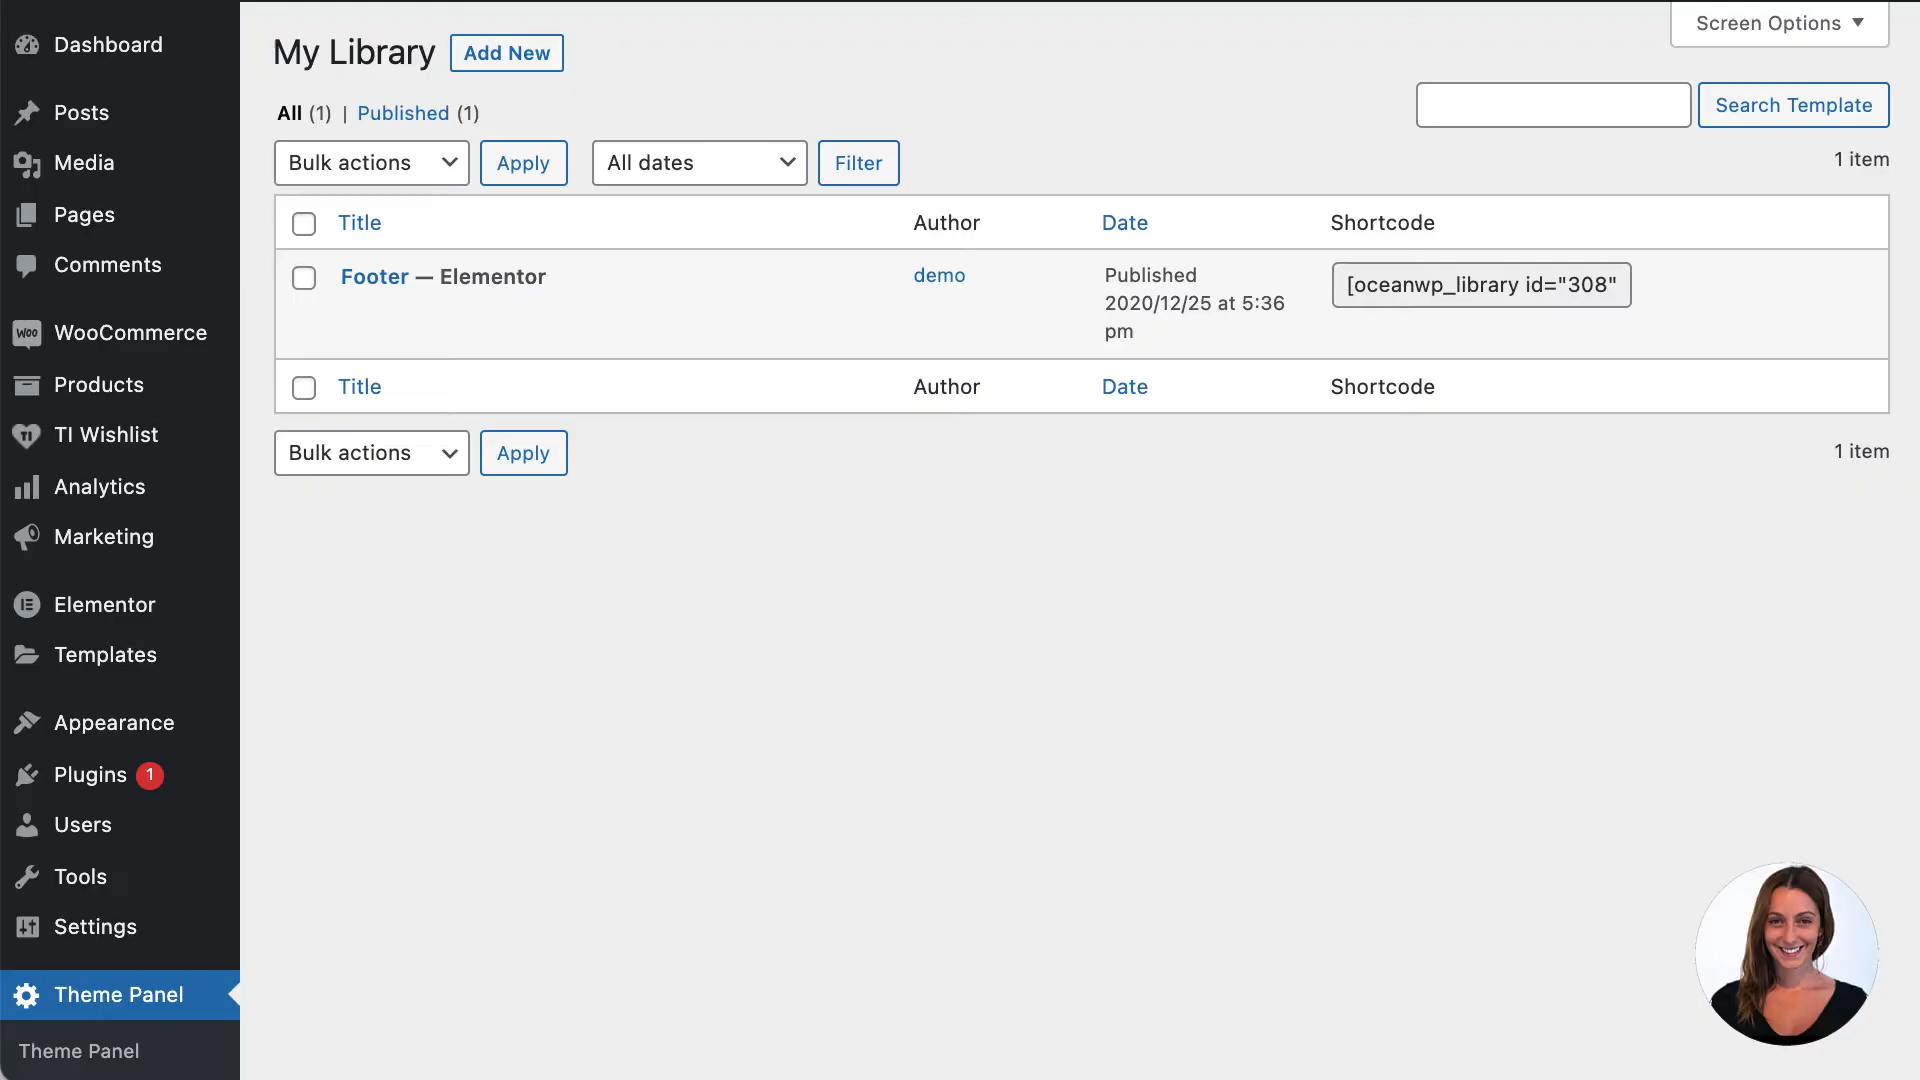 Dashboard
Posts
Media
Pages
Comments
WooCommerce
Products
TI Wishlist
Analytics
Marketing
Elementor
Templates
Appearance
Plugins 1
Users
Tools
Settings
Theme Panel
Theme Panel
Screen Options
My Library Add New
All (1) | Published (1)
Search Template
Bulk actions Apply All dates Filter
1 item
Title Author Date Shortcode
Footer — Elementor demo Published [oceanwp_library id="308"
2020/12/25 at 5:36
pm
Title Author Date Shortcode
Bulk actions Apply
1 item